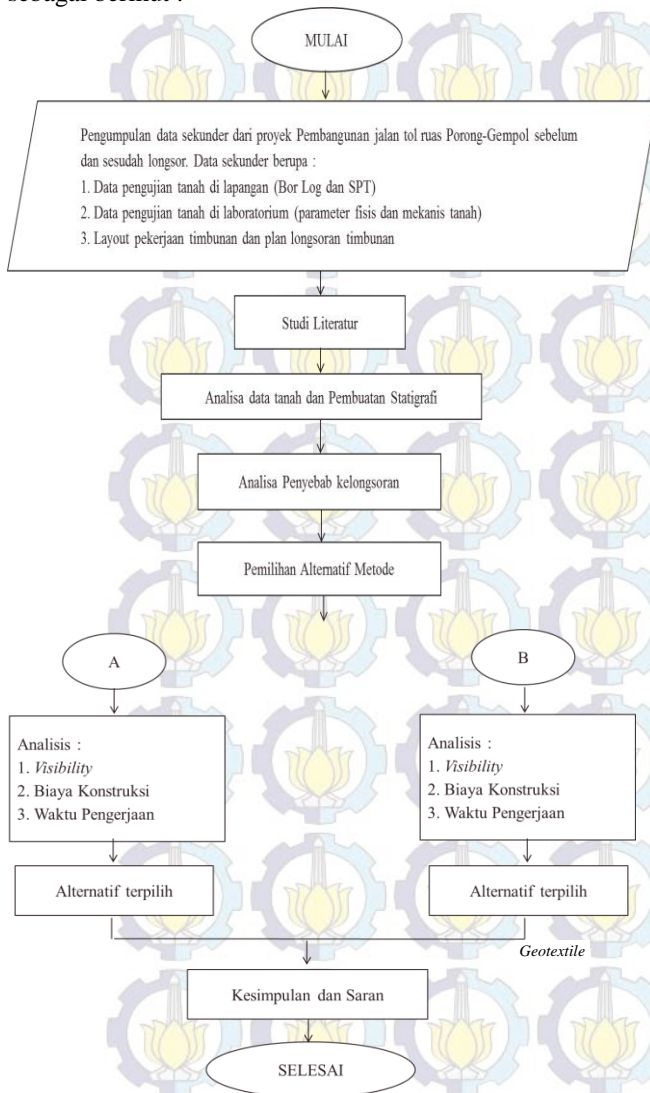 sebagai berikut :
MULAI
Pengumpulan data sekunder dari proyek Pembangunan jalan tol ruas Porong-Gempol sebelum
dan sesudah longsor. Data sekunder berupa :
1. Data pengujian tanah di lapangan (Bor Log dan SPT)
2. Data pengujian tanah di laboratorium (parameter fisis dan mekanis tanah)
3. Layout pekerjaan timbunan dan plan longsoran timbunan
Studi Literatur
Analisa data tanah dan Pembuatan Statigrafi
Analisa Penyebab kelongsoran
Pemilihan Alternatif Metode
A
Analisis :
1. Visibility
2. Biaya Konstruksi
3. Waktu Pengerjaan
Alternatif terpilih
B
Analisis :
1. Visibility
2. Biaya Konstruksi
3. Waktu Pengerjaan
Alternatif terpilih
Geotextile
Kesimpulan dan Saran
SELESAI